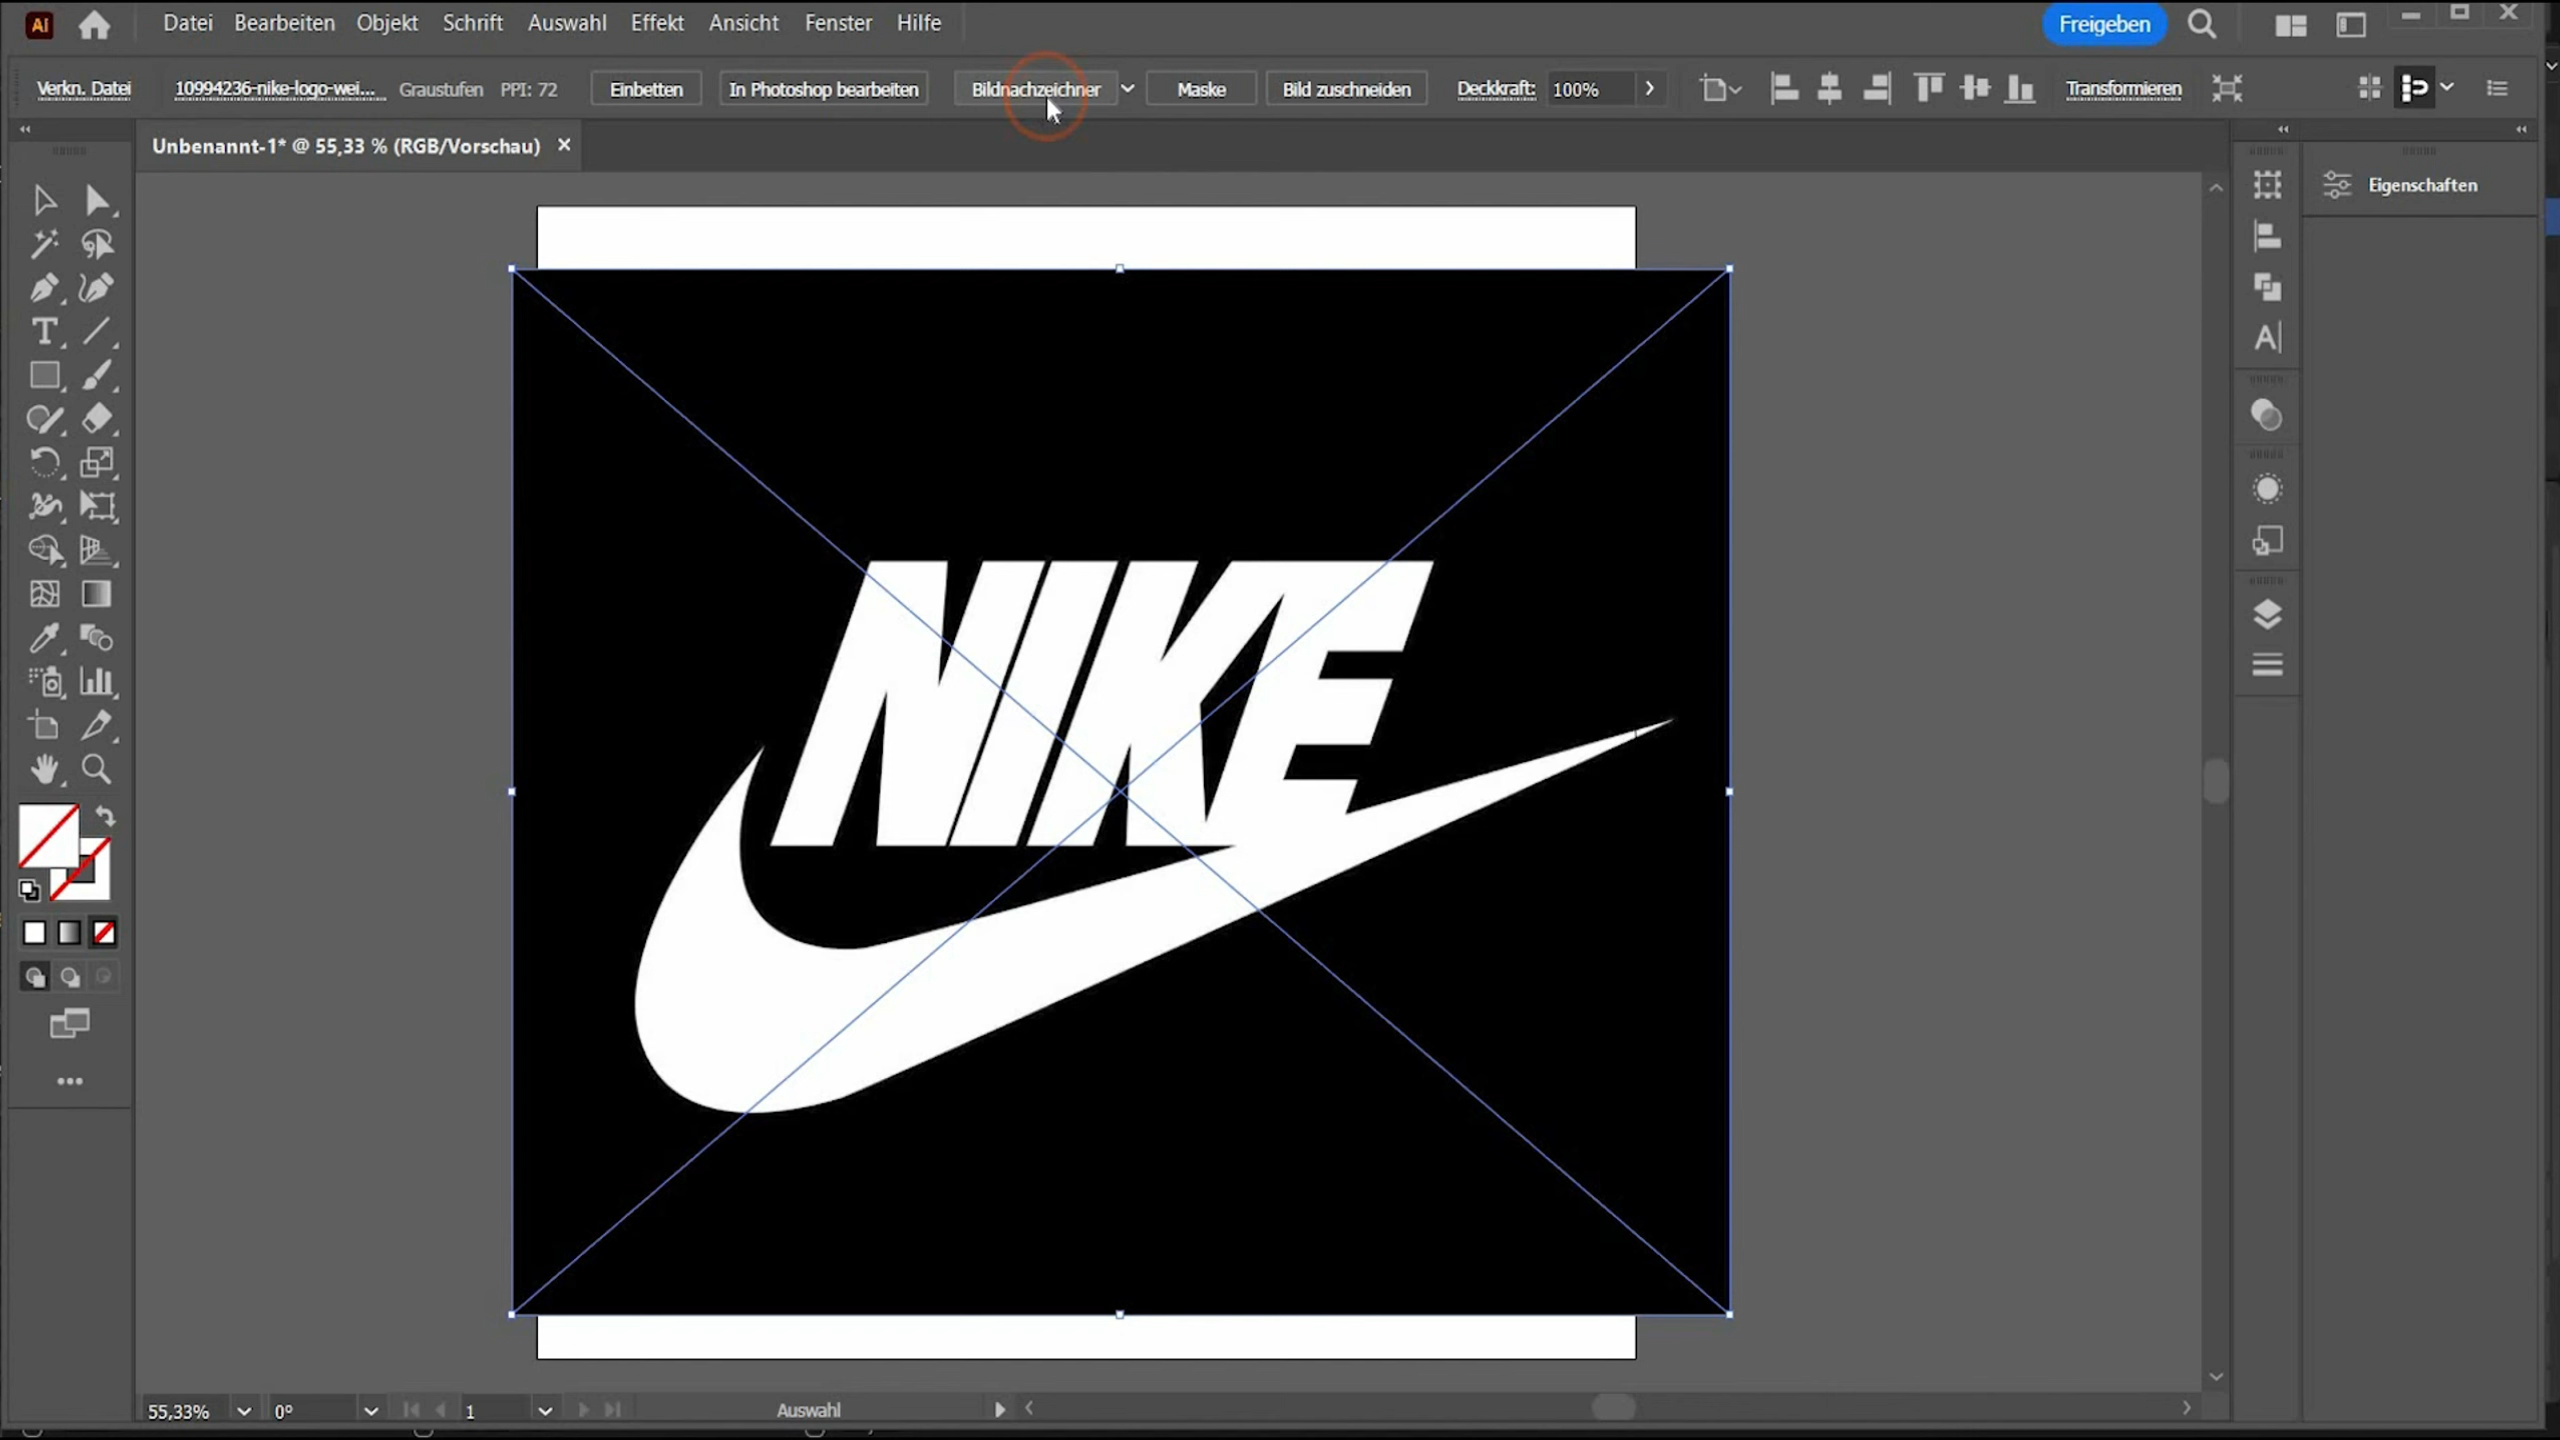 Ai Datei Bearbeiten Objekt Schrift Auswahl Effekt Ansicht Fenster Hilfe Freigeben
Verkn. Datei 10994236-nike-logo-wei... Graustufen PPI: 72 Einbetten In Photoshop bearbeiten Bildnachzeichner Maske Bild zuschneiden Deckkraft: 100% Transformieren
Unbenannt-1* @ 55,33 % (RGB/Vorschau)
Eigenschaften
NIKE
55,33% 0° 1 Auswahl